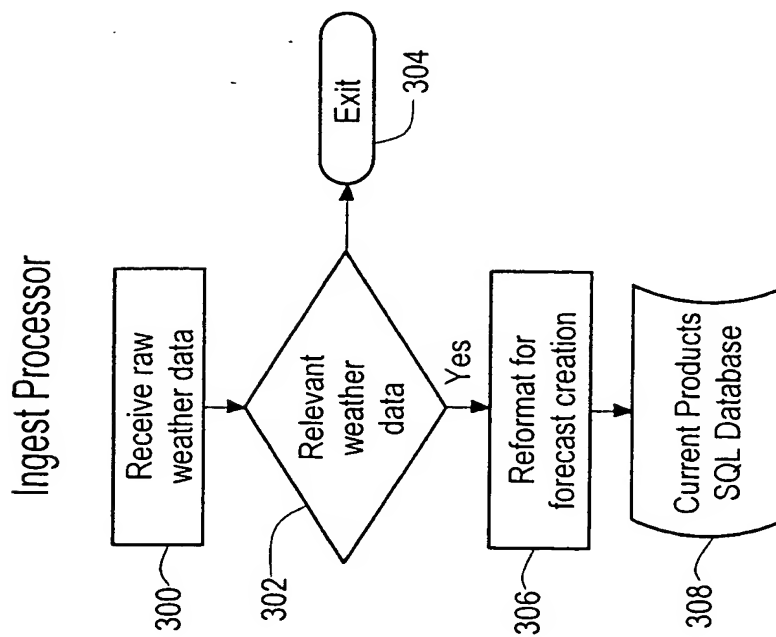 Ingest Processor
Receive raw
weather data
300
Relevant
weather
data
302
Exit
304
Yes
Reformat for
forecast creation
306
Current Products
SQL Database
308